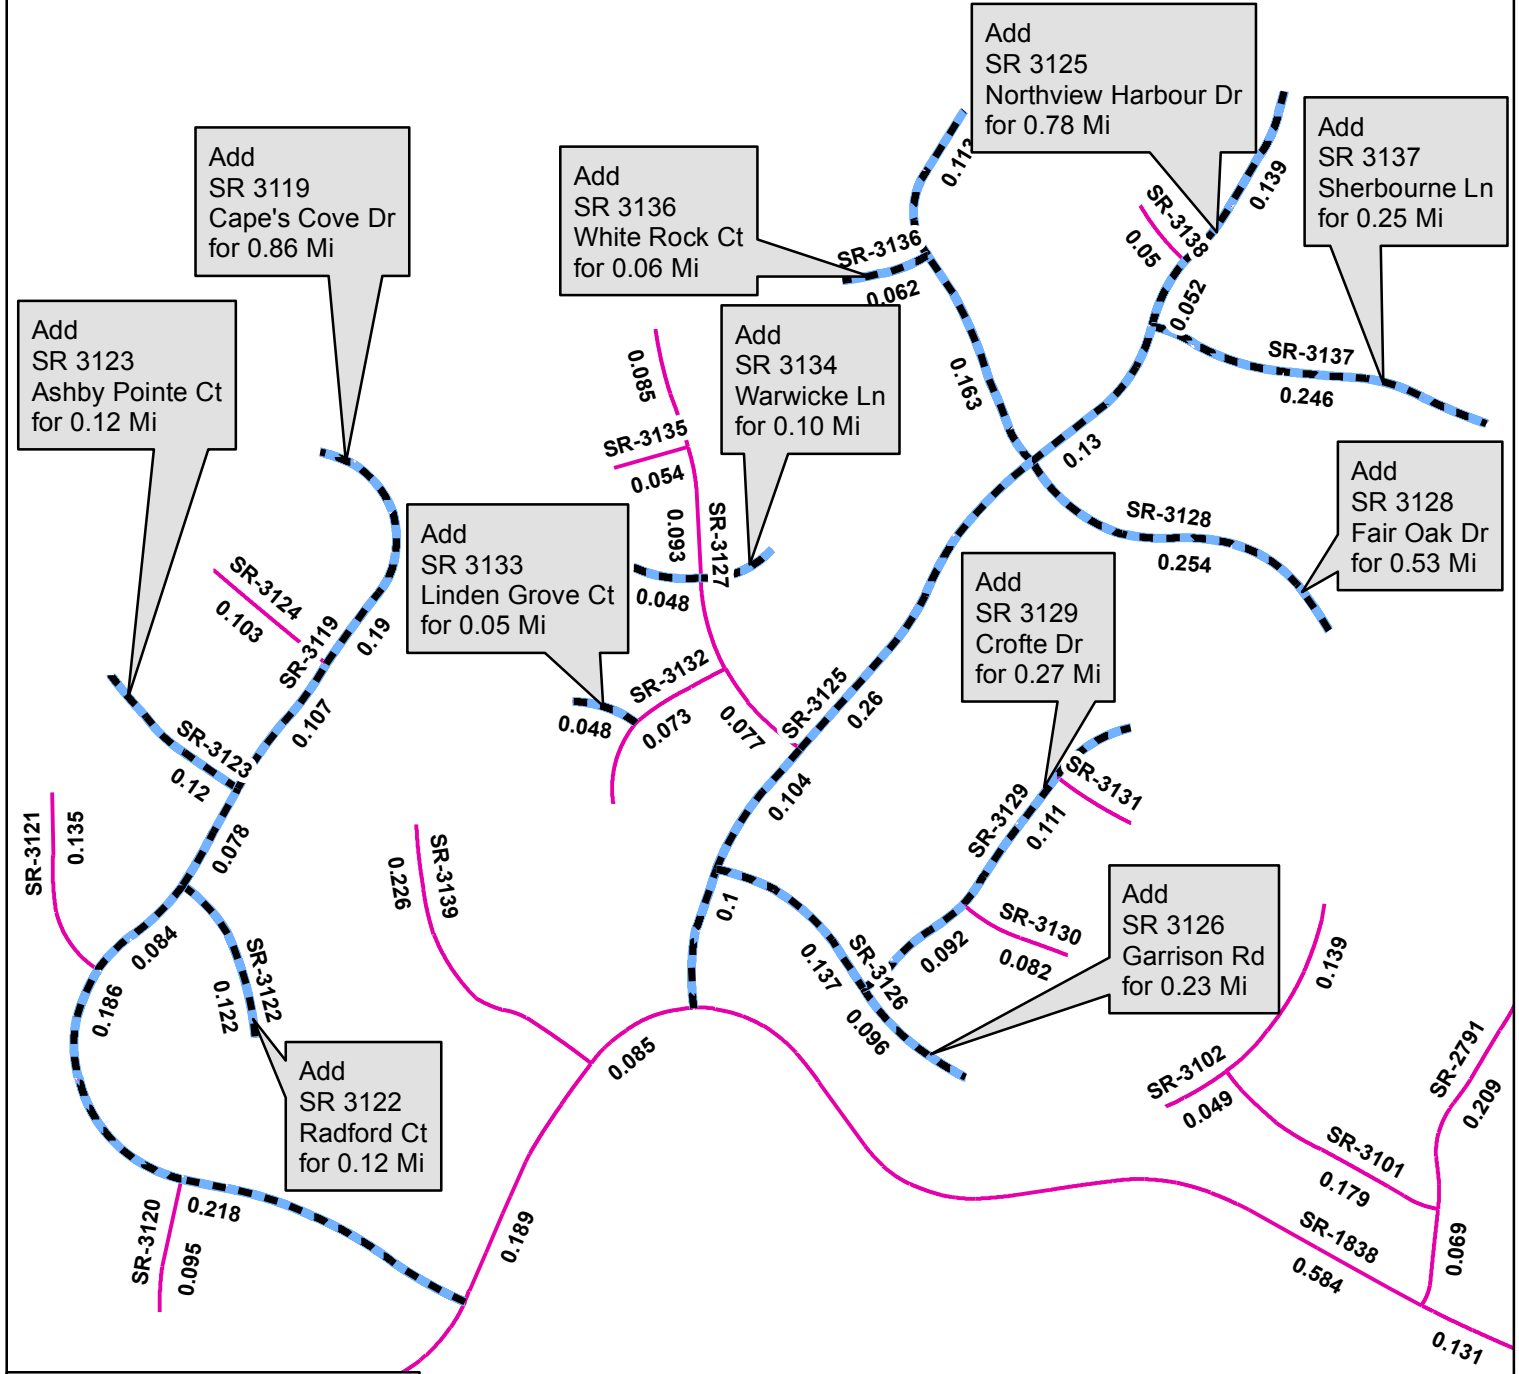 Add
SR 3125
Northview Harbour Dr
for 0.78 Mi
Add
SR 3137
Sherbourne Ln
for 0.25 Mi
Add
SR 3119
Cape's Cove Dr
for 0.86 Mi
Add
SR 3136
White Rock Ct
for 0.06 Mi
Add
SR 3123
Ashby Pointe Ct
for 0.12 Mi
Add
SR 3134
Warwicke Ln
for 0.10 Mi
Add
SR 3128
Fair Oak Dr
for 0.53 Mi
Add
SR 3133
Linden Grove Ct
for 0.05 Mi
Add
SR 3129
Crofte Dr
for 0.27 Mi
Add
SR 3126
Garrison Rd
for 0.23 Mi
Add
SR 3122
Radford Ct
for 0.12 Mi
0.113
0.139
SR-3138
0.05
0.052
SR-3136
0.062
SR-3137
0.246
0.163
0.13
0.085
SR-3135
0.054
0.093
SR-3127
0.048
SR-3128
0.254
SR-3124
0.103
SR-3119
0.19
0.107
SR-3132
0.048
0.073
0.077
SR-3125
0.26
0.104
SR-3123
0.12
0.078
SR-3131
SR-3129
0.111
SR-3121
0.135
SR-3139
0.226
0.1
SR-3130
0.082
0.092
SR-3126
0.137
0.096
0.084
SR-3122
0.122
0.186
0.139
0.085
SR-3102
0.049
SR-2791
0.209
SR-3101
0.179
SR-3120
0.095
0.218
0.189
SR-1838
0.584
0.069
0.131